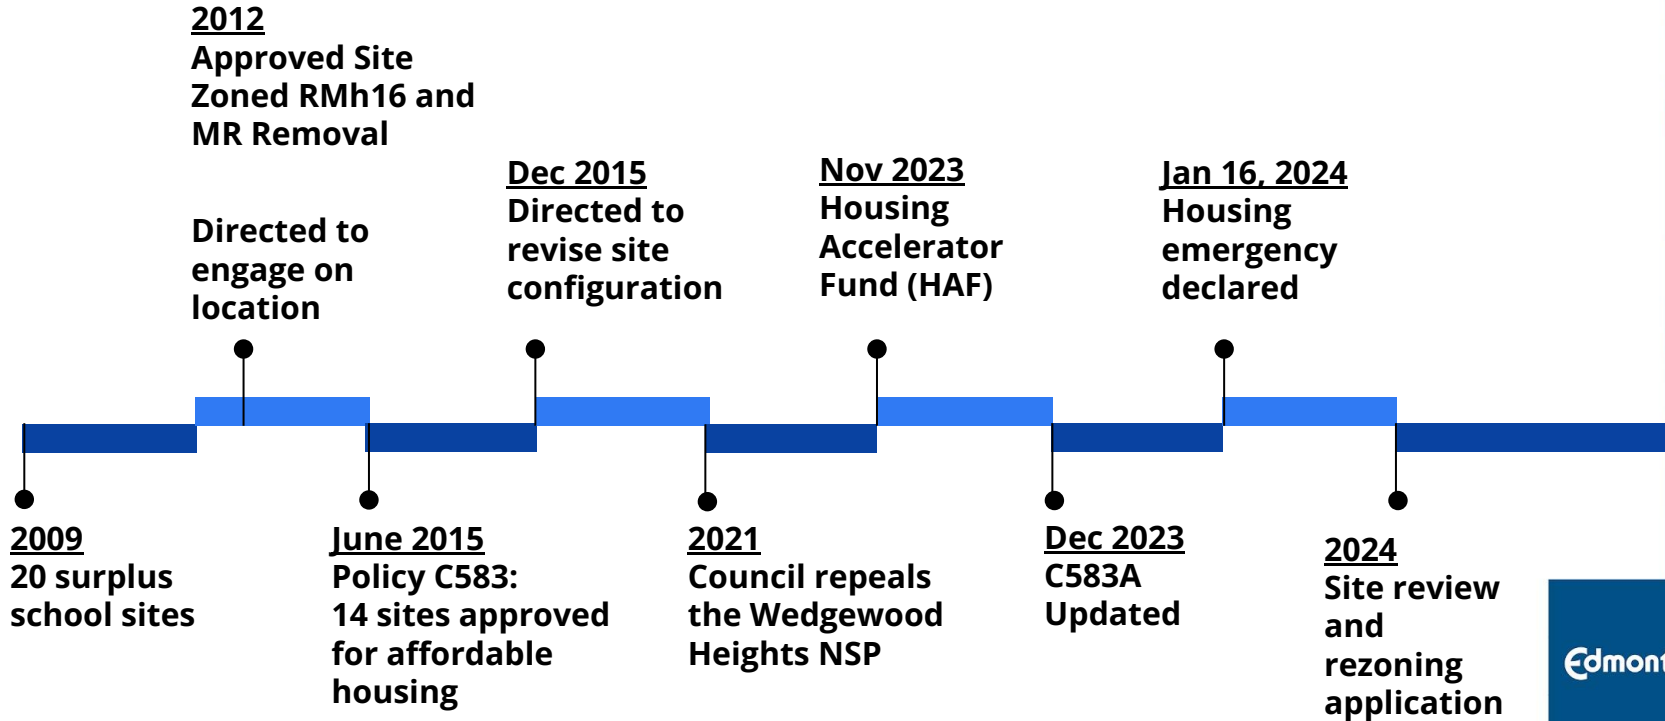 2012
Approved Site
Zoned RMh16 and
MR Removal
Directed to
engage on
location
Dec 2015
Directed to
revise site
configuration
Nov 2023
Housing
Accelerator
Fund (HAF)
Jan 16, 2024
Housing
emergency
declared
2009
20 surplus
school sites
June 2015
Policy C583:
14 sites approved
for affordable
housing
2021
Council repeals
the Wedgewood
Heights NSP
Dec 2023
C583A
Updated
2024
Site review
and
rezoning
application
Edmont